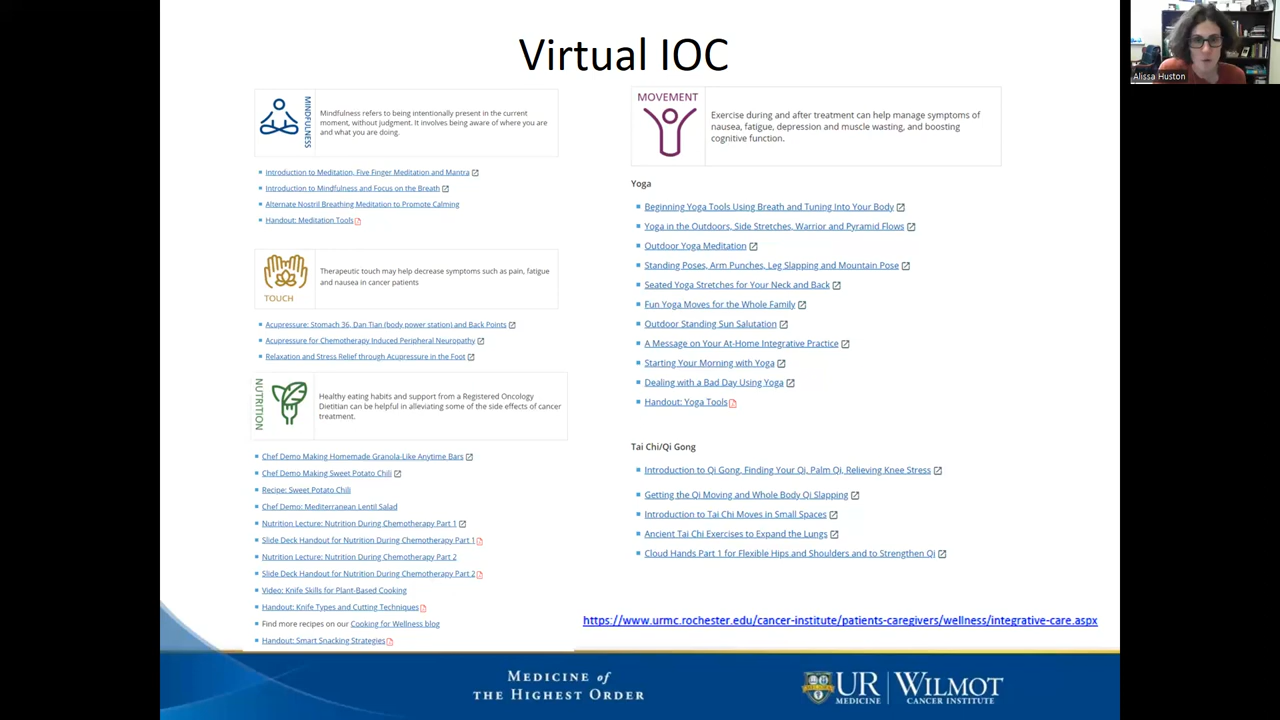 Virtual IOC
MINDFULNESS
Mindfulness refers to being intentionally present in the current
moment, without judgment. It involves being aware of where you are
and what you are doing.
Introduction to Meditation, Five Finger Meditation and Mantra
Introduction to Mindfulness and Focus on the Breath
Alternate Nostril Breathing Meditation to Promote Calming
Handout: Meditation Tools
TOUCH
Therapeutic touch may help decrease symptoms such as pain, fatigue
and nausea in cancer patients
Acupressure: Stomach 36, Dan Tian (body power station) and Back Points
Acupressure for Chemotherapy Induced Peripheral Neuropathy
Relaxation and Stress Relief through Acupressure in the Foot
NUTRITION
Healthy eating habits and support from a Registered Oncology
Dietitian can be helpful in alleviating some of the side effects of cancer
treatment.
Chef Demo Making Homemade Granola-Like Anytime Bars
Chef Demo Making Sweet Potato Chili
Recipe: Sweet Potato Chili
Chef Demo: Mediterranean Lentil Salad
Nutrition Lecture: Nutrition During Chemotherapy Part 1
Slide Deck Handout for Nutrition During Chemotherapy Part 1
Nutrition Lecture: Nutrition During Chemotherapy Part 2
Slide Deck Handout for Nutrition During Chemotherapy Part 2
Video: Knife Skills for Plant-Based Cooking
Handout: Knife Types and Cutting Techniques
Find more recipes on our Cooking for Wellness blog
Handout: Smart Snacking Strategies
MOVEMENT
Exercise during and after treatment can help manage symptoms of
nausea, fatigue, depression and muscle wasting, and boosting
cognitive function.
Yoga
Beginning Yoga Tools Using Breath and Tuning Into Your Body
Yoga in the Outdoors, Side Stretches, Warrior and Pyramid Flows
Outdoor Yoga Meditation
Standing Poses, Arm Punches, Leg Slapping and Mountain Pose
Seated Yoga Stretches for Your Neck and Back
Fun Yoga Moves for the Whole Family
Outdoor Standing Sun Salutation
A Message on Your At-Home Integrative Practice
Starting Your Morning with Yoga
Dealing with a Bad Day Using Yoga
Handout: Yoga Tools
Tai Chi/Qi Gong
Introduction to Qi Gong, Finding Your Qi, Palm Qi, Relieving Knee Stress
Getting the Qi Moving and Whole Body Qi Slapping
Introduction to Tai Chi Moves in Small Spaces
Ancient Tai Chi Exercises to Expand the Lungs
Cloud Hands Part 1 for Flexible Hips and Shoulders and to Strengthen Qi
https://www.urmc.rochester.edu/cancer-institute/patients-caregivers/wellness/integrative-care.aspx
MEDICINE of
THE HIGHEST ORDER
UR
MEDICINE
WILMOT
CANCER INSTITUTE
Alissa Huston